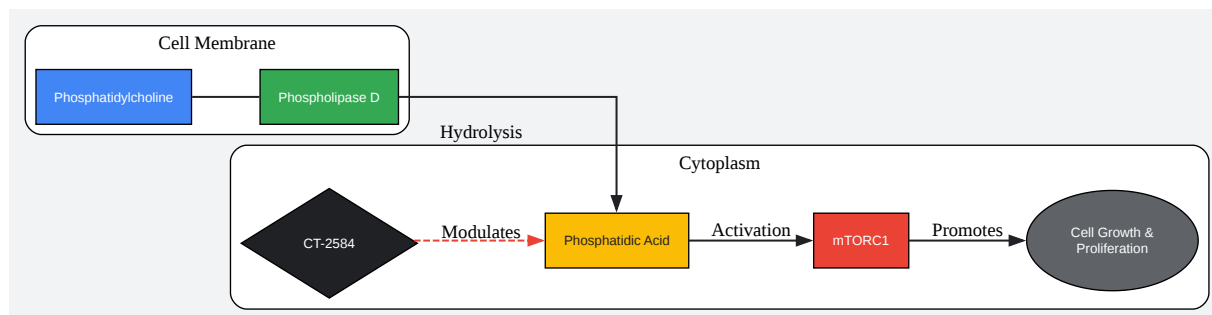 Cell Membrane
Phosphatidylcholine
Phospholipase D
Hydrolysis
Cytoplasm
CT-2584
Modulates
Phosphatidic Acid
Activation
mTORC1
Promotes
Cell Growth &
Proliferation